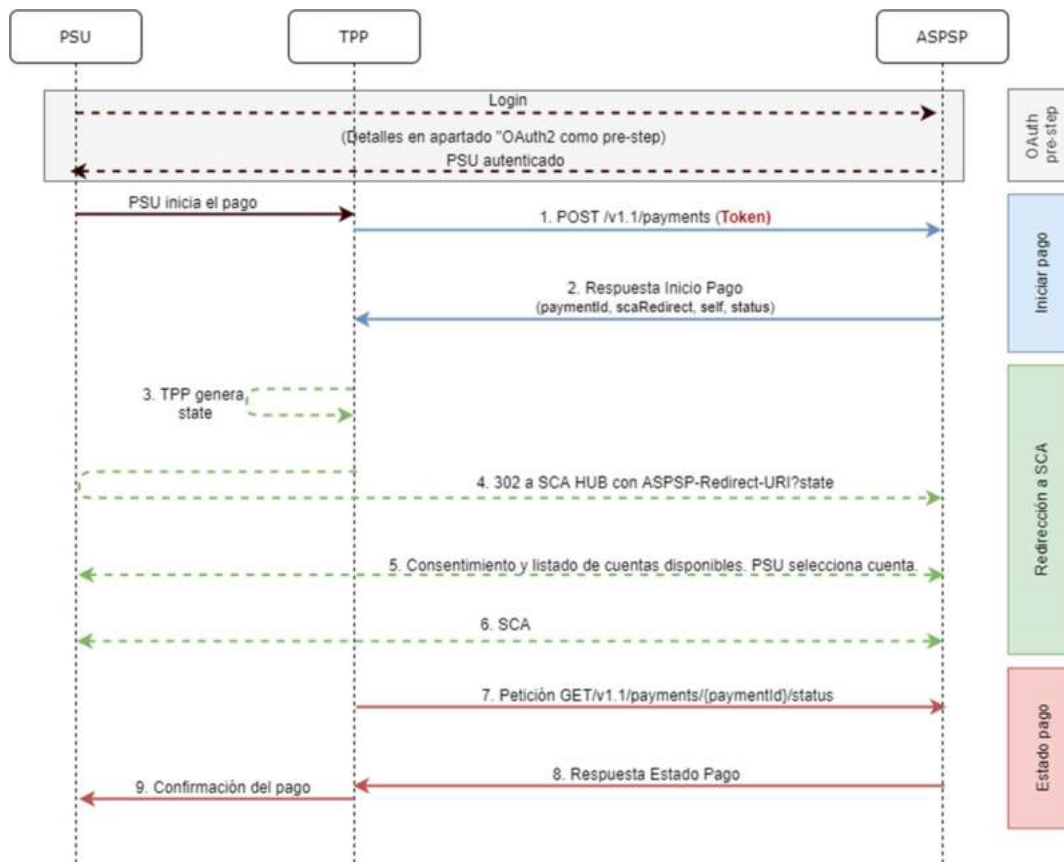 PSU
TPP
ASPSP
Login
(Detalles en apartado "OAuth2 como pre-step)
PSU autenticado
OAuth
pre-step
PSU inicia el pago
1. POST /v1.1/payments (Token)
2. Respuesta Inicio Pago
(paymentId, scaRedirect, self, status)
Iniciar pago
3. TPP genera
state
4. 302 a SCA HUB con ASPSP-Redirect-URI?state
5. Consentimiento y listado de cuentas disponibles. PSU selecciona cuenta.
6. SCA
Redirección a SCA
7. Petición GET/v1.1/payments/{paymentId}/status
8. Respuesta Estado Pago
9. Confirmación del pago
Estado pago